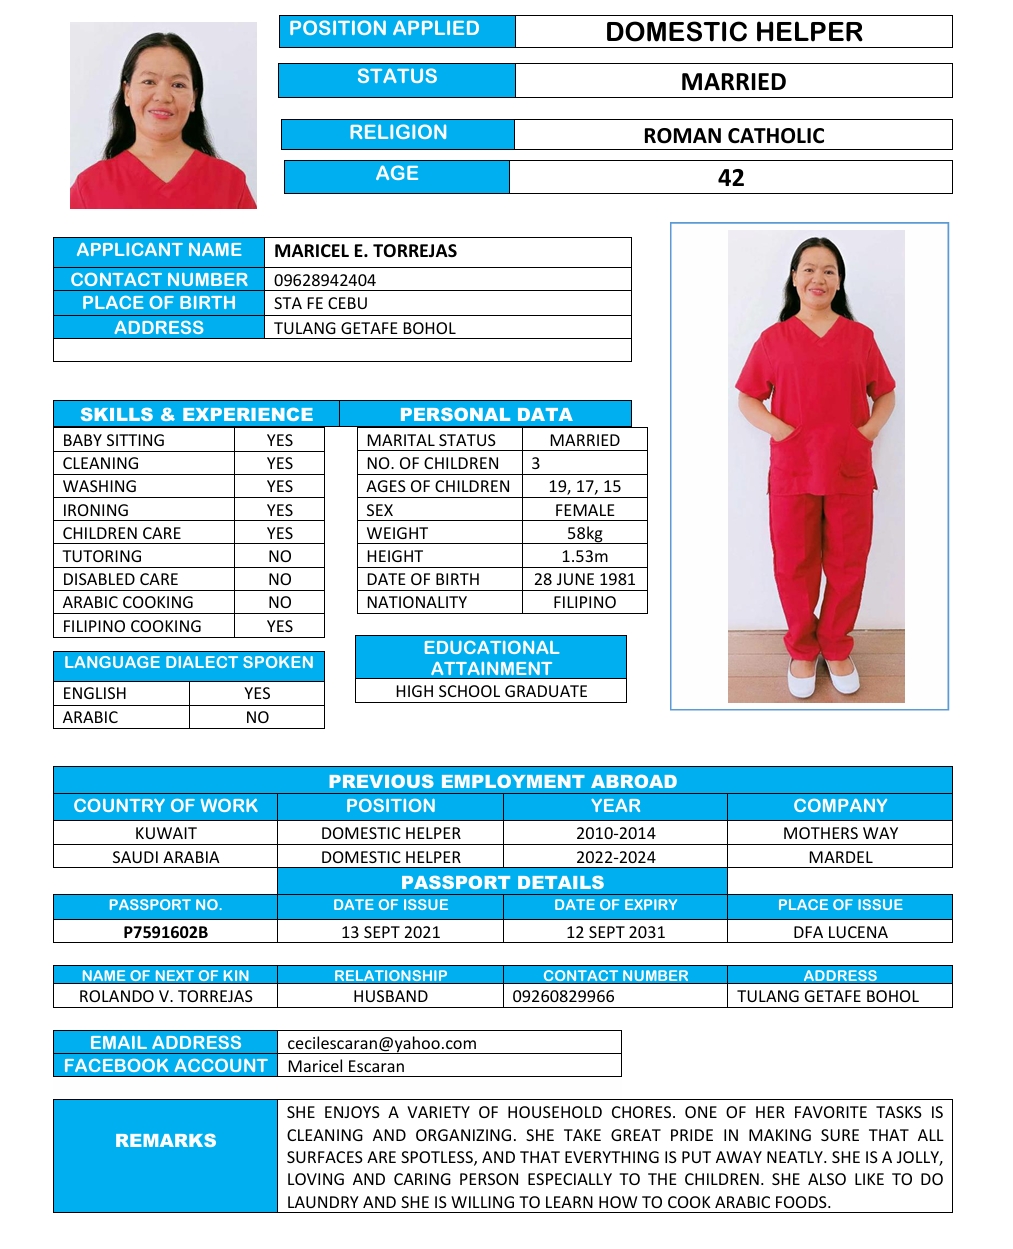 POSITION APPLIED DOMESTIC HELPER
STATUS MARRIED
RELIGION ROMAN CATHOLIC
AGE 42
APPLICANT NAME MARICEL E. TORREJAS
CONTACT NUMBER 09628942404
PLACE OF BIRTH STA FE CEBU
ADDRESS TULANG GETAFE BOHOL
SKILLS & EXPERIENCE PERSONAL DATA
BABY SITTING YES
CLEANING YES
WASHING YES
IRONING YES
CHILDREN CARE YES
TUTORING NO
DISABLED CARE NO
ARABIC COOKING NO
FILIPINO COOKING YES
MARITAL STATUS MARRIED
NO. OF CHILDREN 3
AGES OF CHILDREN 19, 17, 15
SEX FEMALE
WEIGHT 58kg
HEIGHT 1.53m
DATE OF BIRTH 28 JUNE 1981
NATIONALITY FILIPINO
LANGUAGE DIALECT SPOKEN
ENGLISH YES
ARABIC NO
EDUCATIONAL
ATTAINMENT
HIGH SCHOOL GRADUATE
PREVIOUS EMPLOYMENT ABROAD
COUNTRY OF WORK POSITION YEAR COMPANY
KUWAIT DOMESTIC HELPER 2010-2014 MOTHERS WAY
SAUDI ARABIA DOMESTIC HELPER 2022-2024 MARDEL
PASSPORT DETAILS
PASSPORT NO. DATE OF ISSUE DATE OF EXPIRY PLACE OF ISSUE
P7591602B 13 SEPT 2021 12 SEPT 2031 DFA LUCENA
NAME OF NEXT OF KIN RELATIONSHIP CONTACT NUMBER ADDRESS
ROLANDO V. TORREJAS HUSBAND 09260829966 TULANG GETAFE BOHOL
EMAIL ADDRESS cecilescaran@yahoo.com
FACEBOOK ACCOUNT Maricel Escaran
REMARKS
SHE ENJOYS A VARIETY OF HOUSEHOLD CHORES. ONE OF HER FAVORITE TASKS IS
CLEANING AND ORGANIZING. SHE TAKE GREAT PRIDE IN MAKING SURE THAT ALL
SURFACES ARE SPOTLESS, AND THAT EVERYTHING IS PUT AWAY NEATLY. SHE IS A JOLLY,
LOVING AND CARING PERSON ESPECIALLY TO THE CHILDREN. SHE ALSO LIKE TO DO
LAUNDRY AND SHE IS WILLING TO LEARN HOW TO COOK ARABIC FOODS.